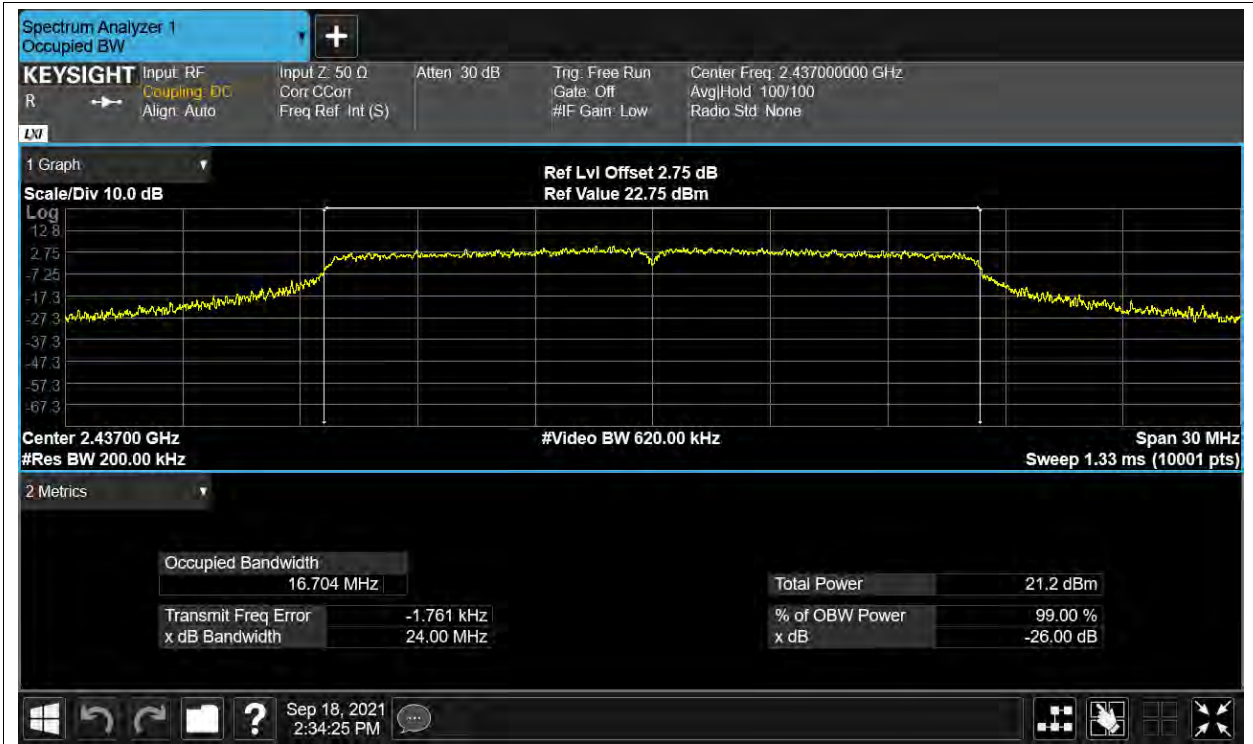 Spectrum Analyzer 1
Occupied BW
KEYSIGHT
R
LXI
Input: RF
Coupling: DC
Align: Auto
Input Z: 50 Ω
Corr CCorr
Freq Ref: Int (S)
Atten: 30 dB
Trig: Free Run
Gate: Off
#IF Gain: Low
Center Freq: 2.437000000 GHz
Avg|Hold: 100/100
Radio Std: None
1 Graph
Scale/Div 10.0 dB
Ref Lvl Offset 2.75 dB
Ref Value 22.75 dBm
Log
12.8
2.75
-7.25
-17.3
-27.3
-37.3
-47.3
-57.3
-67.3
Center 2.43700 GHz
#Res BW 200.00 kHz
#Video BW 620.00 kHz
Span 30 MHz
Sweep 1.33 ms (10001 pts)
2 Metrics
Occupied Bandwidth
16.704 MHz
Transmit Freq Error -1.761 kHz
x dB Bandwidth 24.00 MHz
Total Power 21.2 dBm
% of OBW Power 99.00 %
x dB -26.00 dB
?
Sep 18, 2021
2:34:25 PM